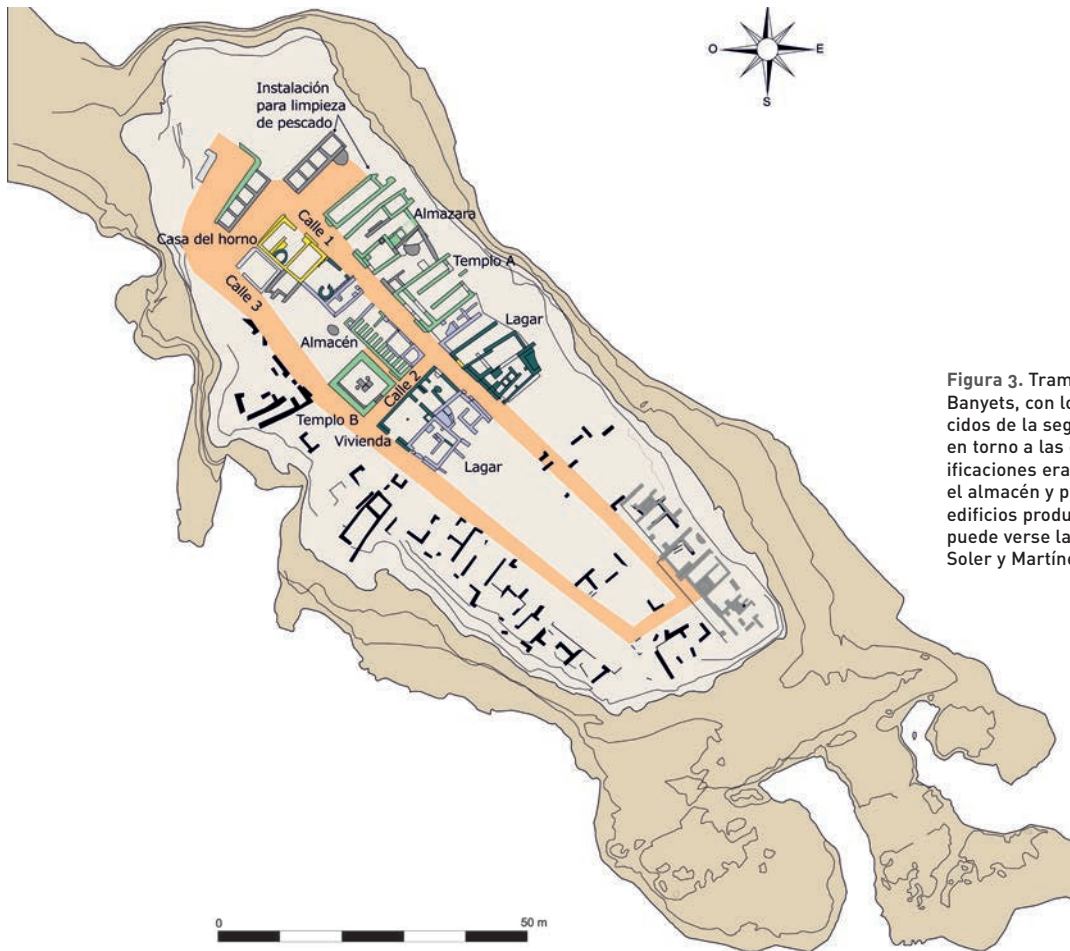 O
E
S
Instalación
para limpieza
de pescado
Almazara
Calle 1
Casa del horno
Templo A
Calle 3
Lagar
Almacén
Calle 2
Templo B
Vivienda
Lagar
0
50 m
Figura 3. Tram
Banyets, con lo
cidos de la seg
en torno a las
ificaciones era
el almacén y p
edificios produ
puede verse la
Soler y Martíne